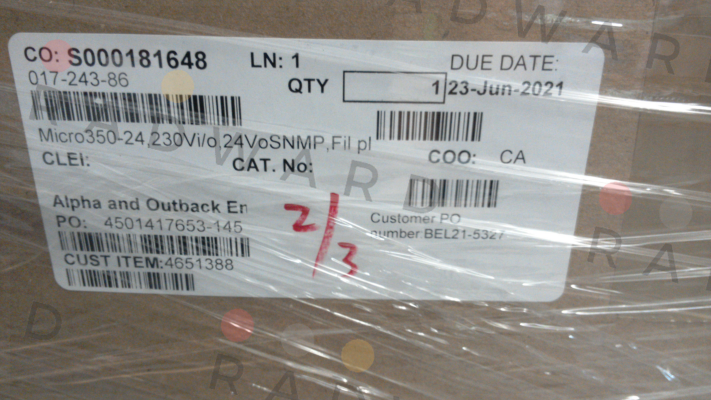 CO: S000181648 LN: 1 DUE DATE:
017-243-86 QTY 1 23-Jun-2021
Micro350-24,230Vi/o,24VoSNMP,Fil pl
CLEI: CAT. No: COO: CA
Alpha and Outback En
PO: 4501417653-145
Customer PO
number BEL21-5327
CUST ITEM:4651388
2/3
RADWARD
RADWARD